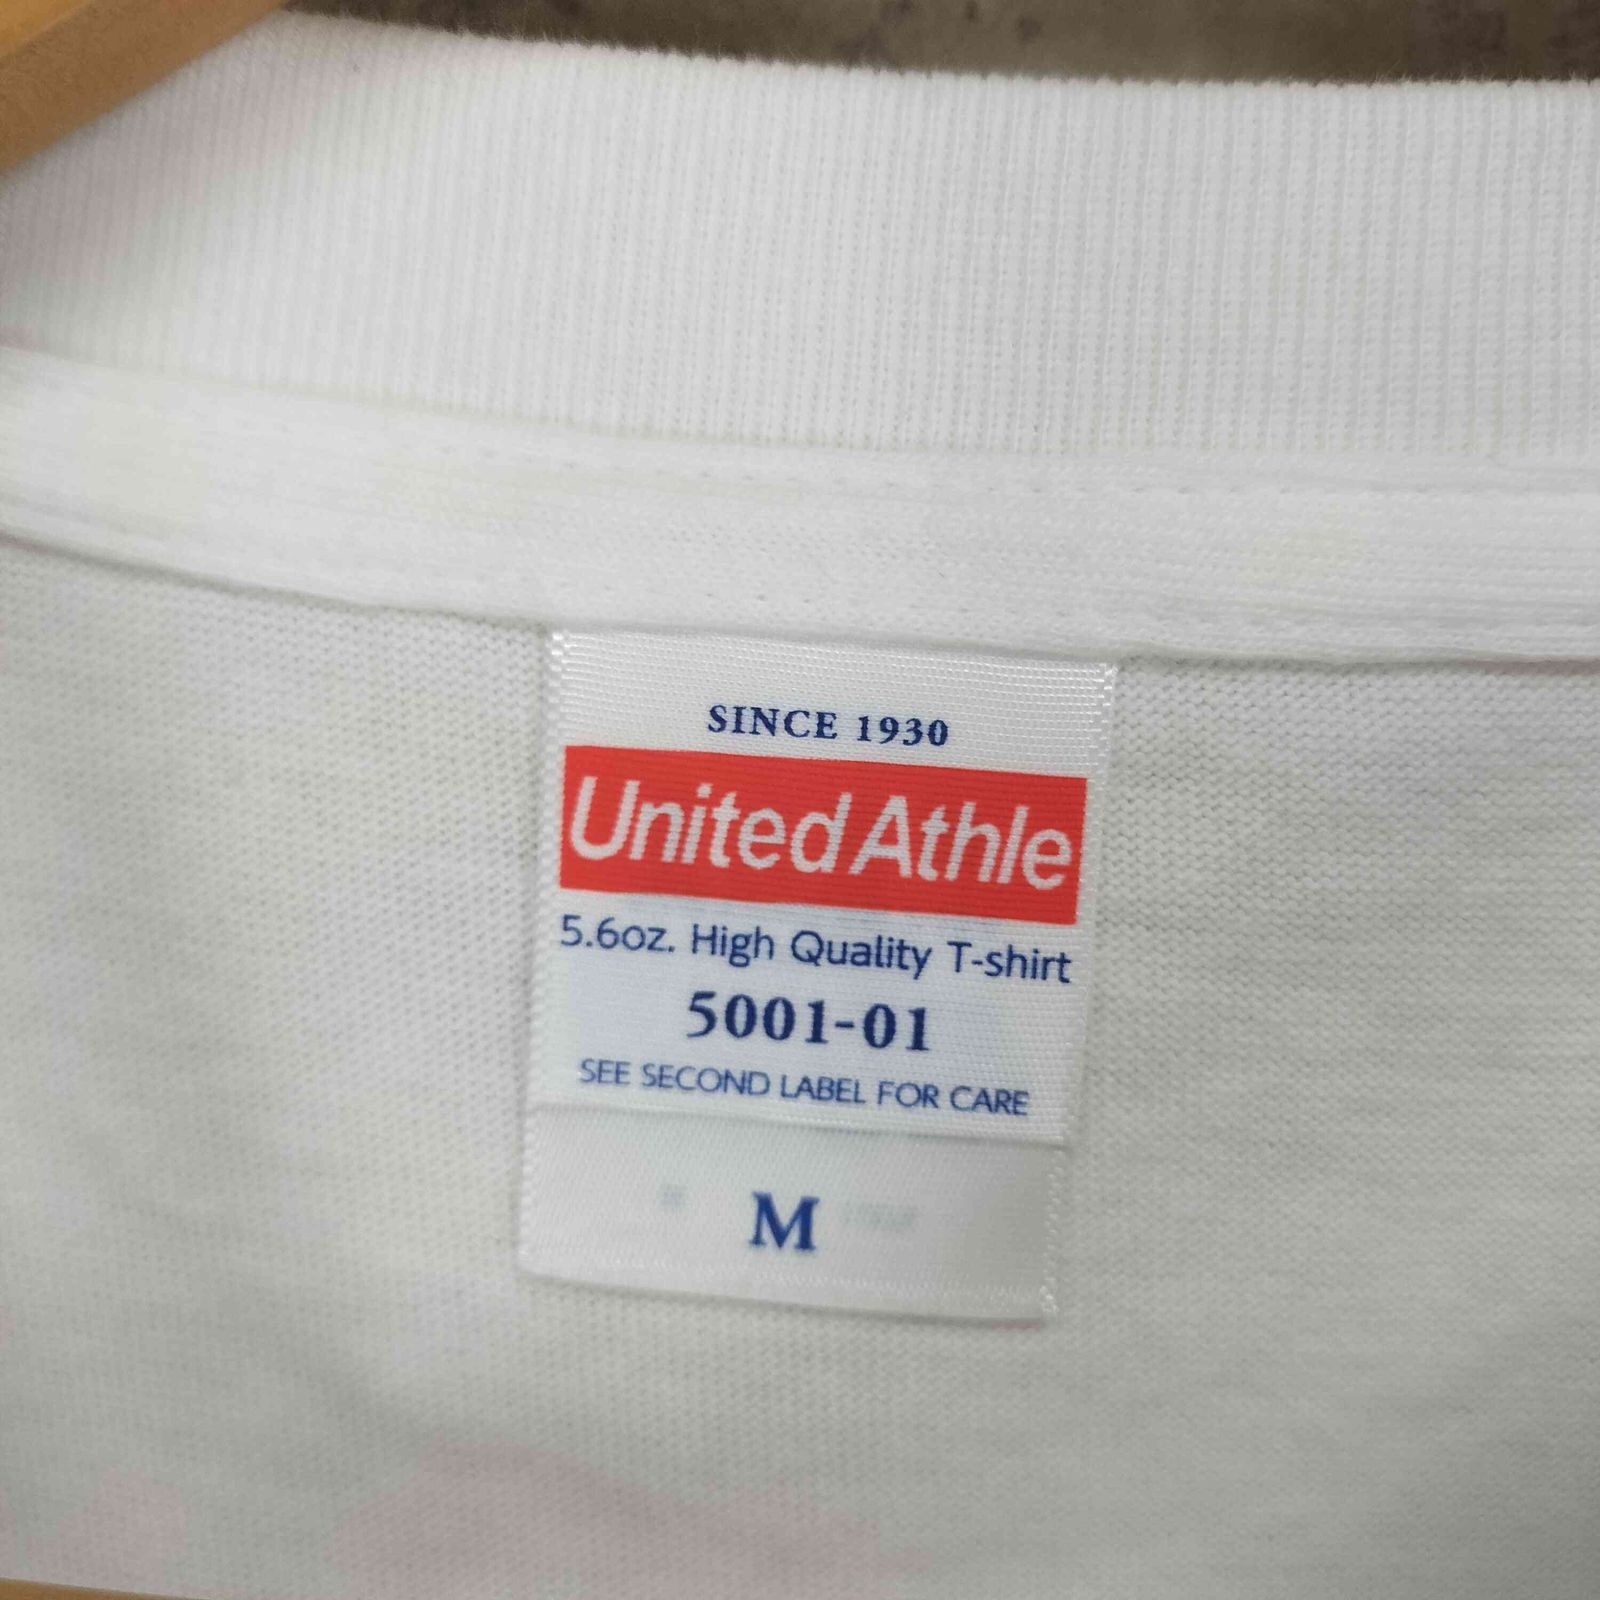 SINCE 1930
United Athle
5.6oz. High Quality T-shirt
5001-01
SEE SECOND LABEL FOR CARE
M